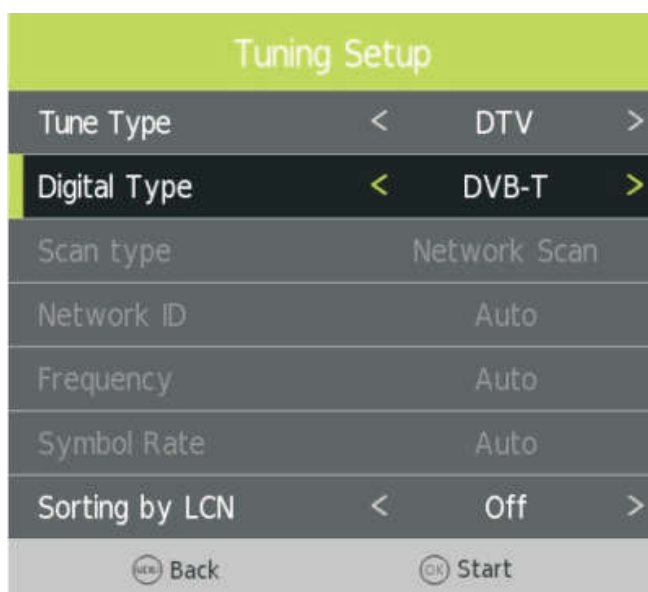 Tuning Setup
Tune Type < DTV >
Digital Type < DVB-T >
Scan type Network Scan
Network ID Auto
Frequency Auto
Symbol Rate Auto
Sorting by LCN < Off >
MENU Back OK Start